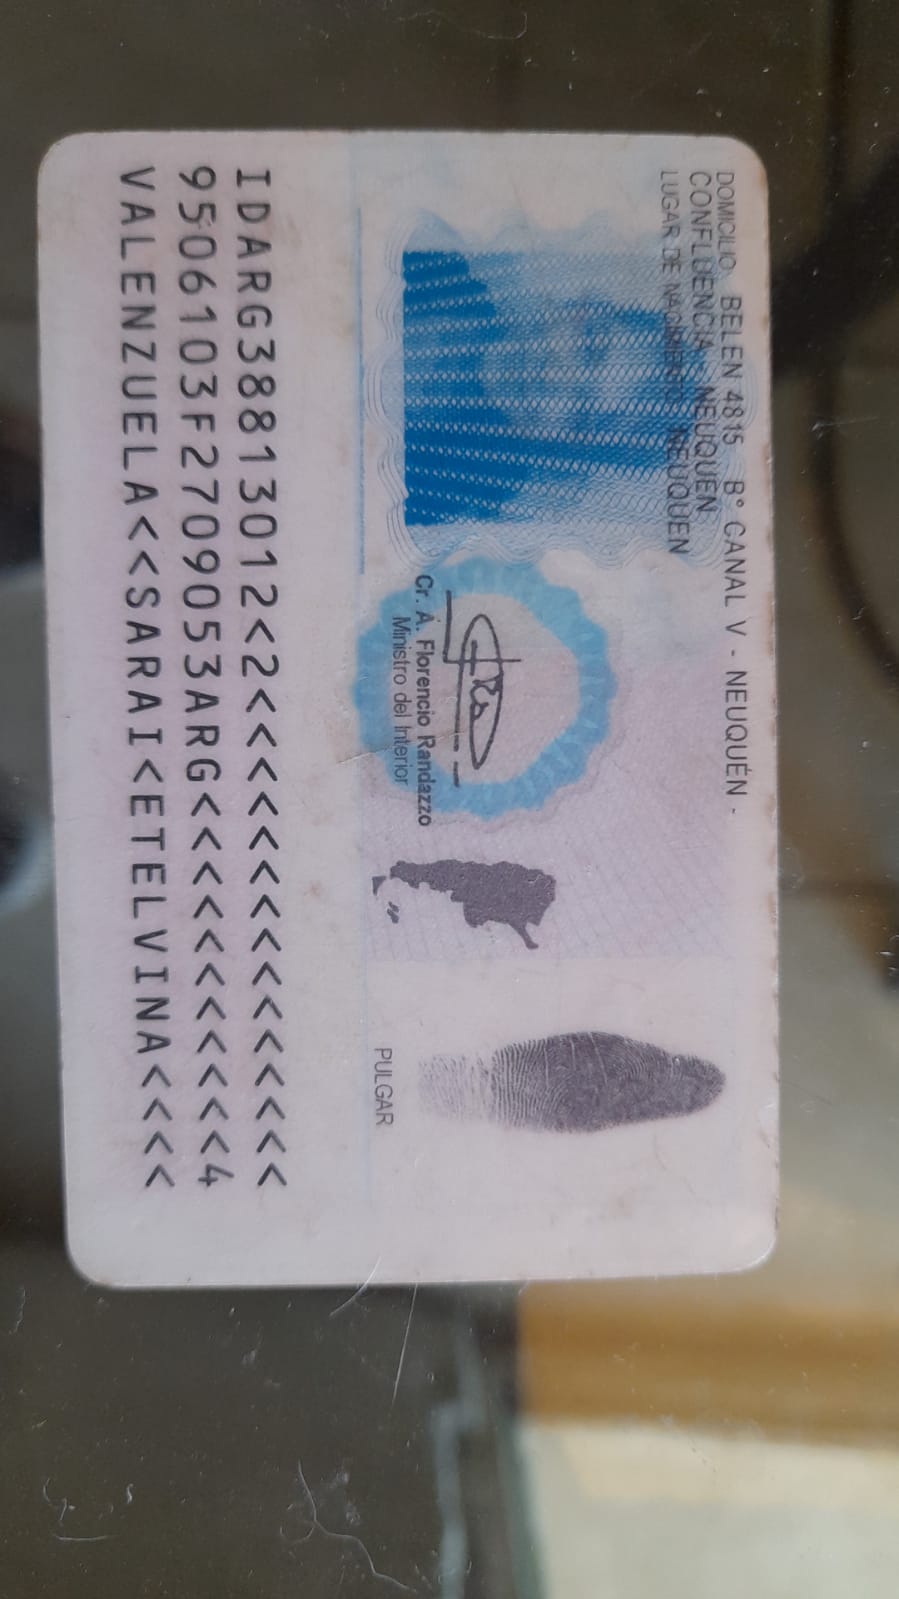 DOMICILIO BELEN 4815 B° CANAL V - NEUQUÉN -
CONFLUENCIA - NEUQUÉN
LUGAR DE NACIMIENTO NEUQUEN
Cr. A. Florencio Randazzo
Ministro del Interior
PULGAR
IDARG38813012<2<<<<<<<<<<<<<<<
9506103F2709053ARG<<<<<<<<<<<4
VALENZUELA<<SARAI<ETELVINA<<<<